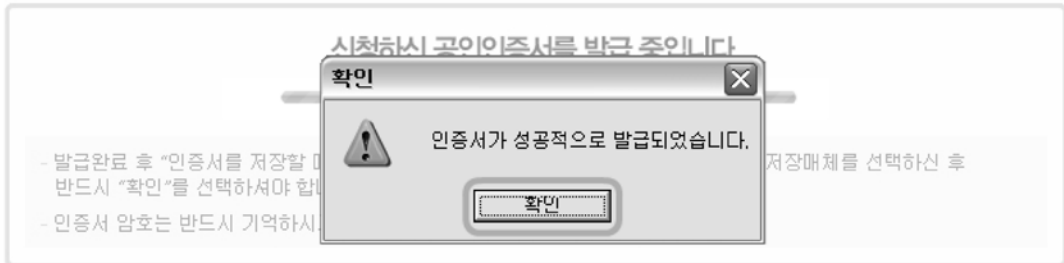 신청하신 공인인증서를 발급 중입니다
확인
인증서가 성공적으로 발급되었습니다.
확인
- 발급완료 후 "인증서를 저장할 저장매체를 선택하신 후
반드시 "확인"를 선택하셔야 합
- 인증서 암호는 반드시 기억하시